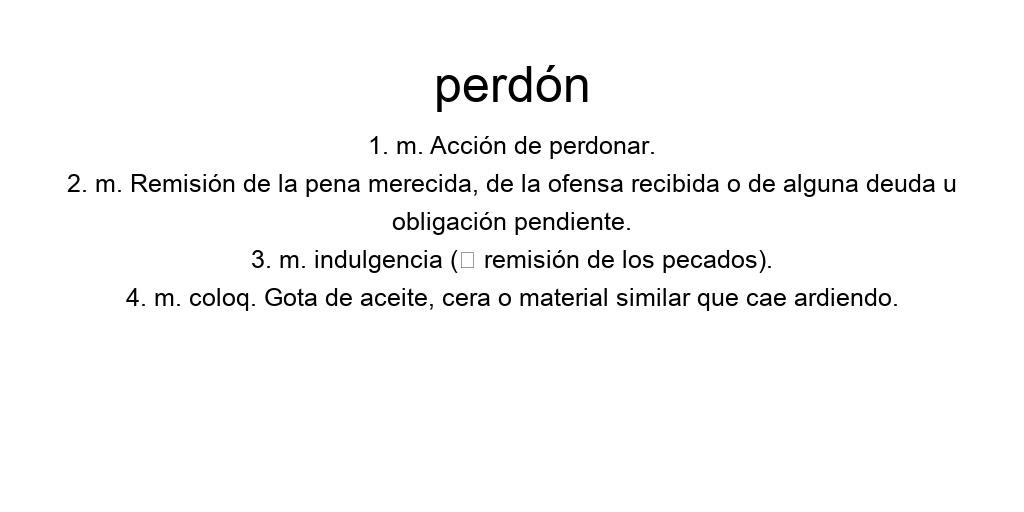 perdón
1. m. Acción de perdonar.
2. m. Remisión de la pena merecida, de la ofensa recibida o de alguna deuda u
obligación pendiente.
3. m. indulgencia (□ remisión de los pecados).
4. m. coloq. Gota de aceite, cera o material similar que cae ardiendo.